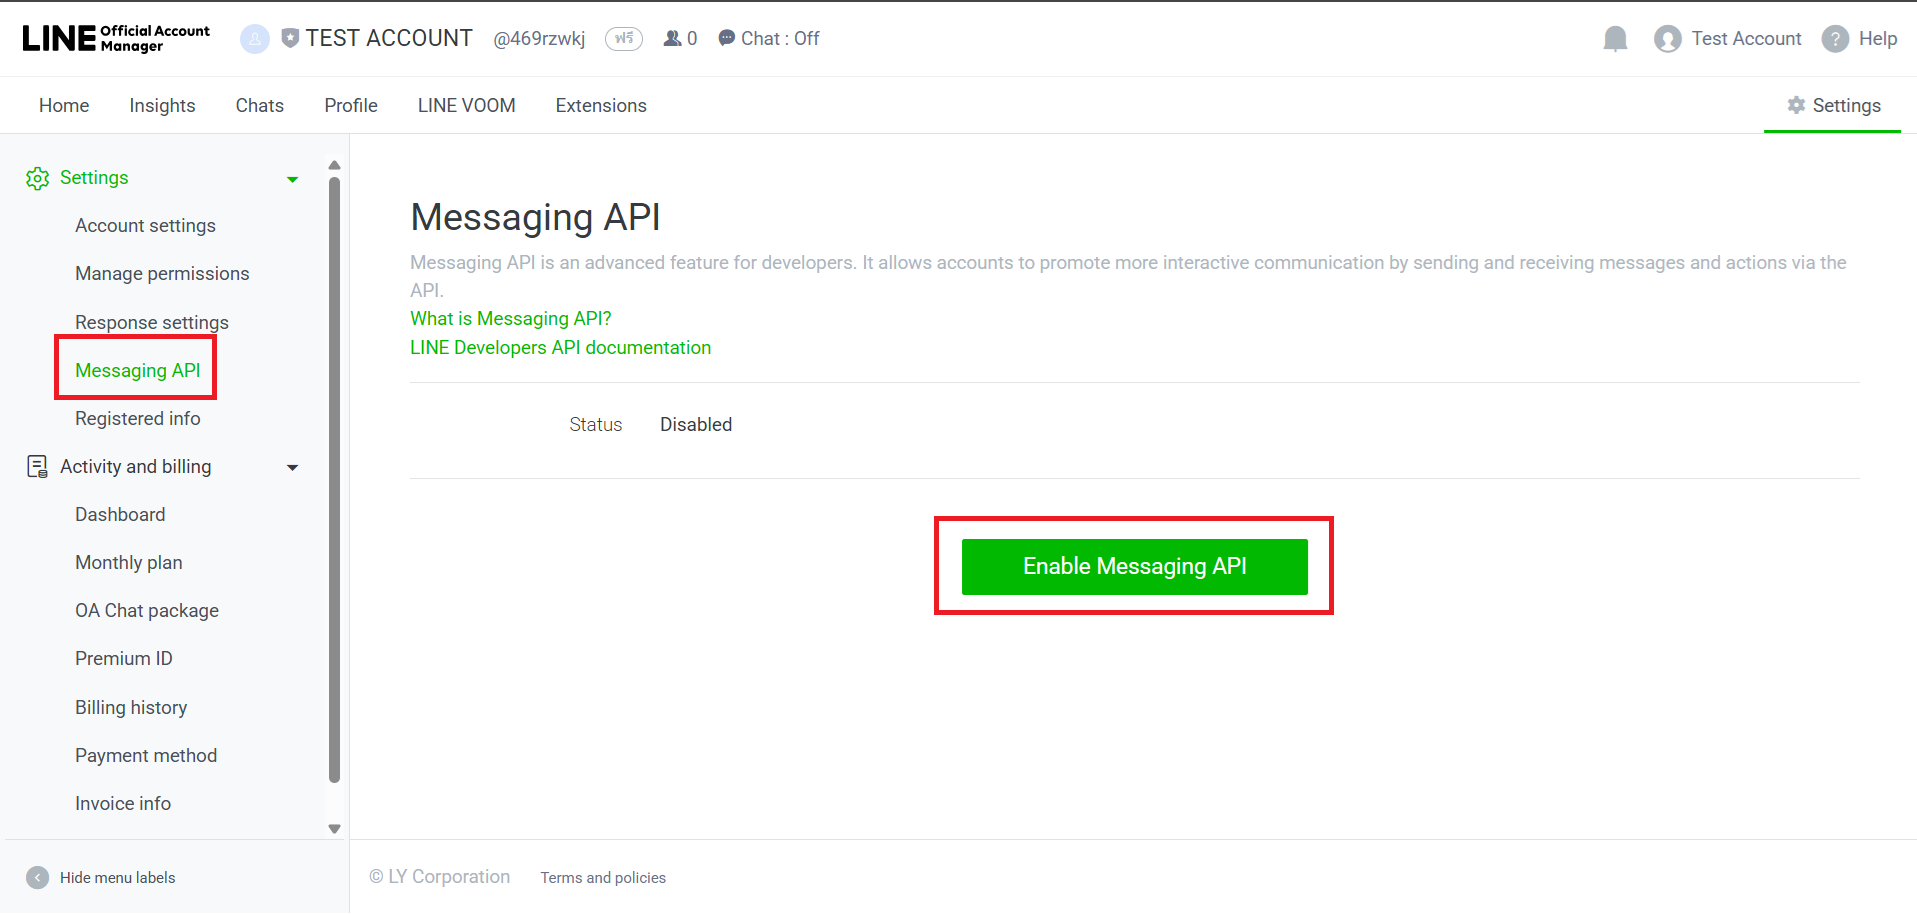 LINE Official Account Manager
TEST ACCOUNT @469rzwkj ฟรี 0 Chat : Off
Test Account ? Help
Home Insights Chats Profile LINE VOOM Extensions Settings
Settings
Account settings
Manage permissions
Response settings
Messaging API
Registered info
Activity and billing
Dashboard
Monthly plan
OA Chat package
Premium ID
Billing history
Payment method
Invoice info
Hide menu labels
Messaging API
Messaging API is an advanced feature for developers. It allows accounts to promote more interactive communication by sending and receiving messages and actions via the
API.
What is Messaging API?
LINE Developers API documentation
Status Disabled
Enable Messaging API
© LY Corporation Terms and policies